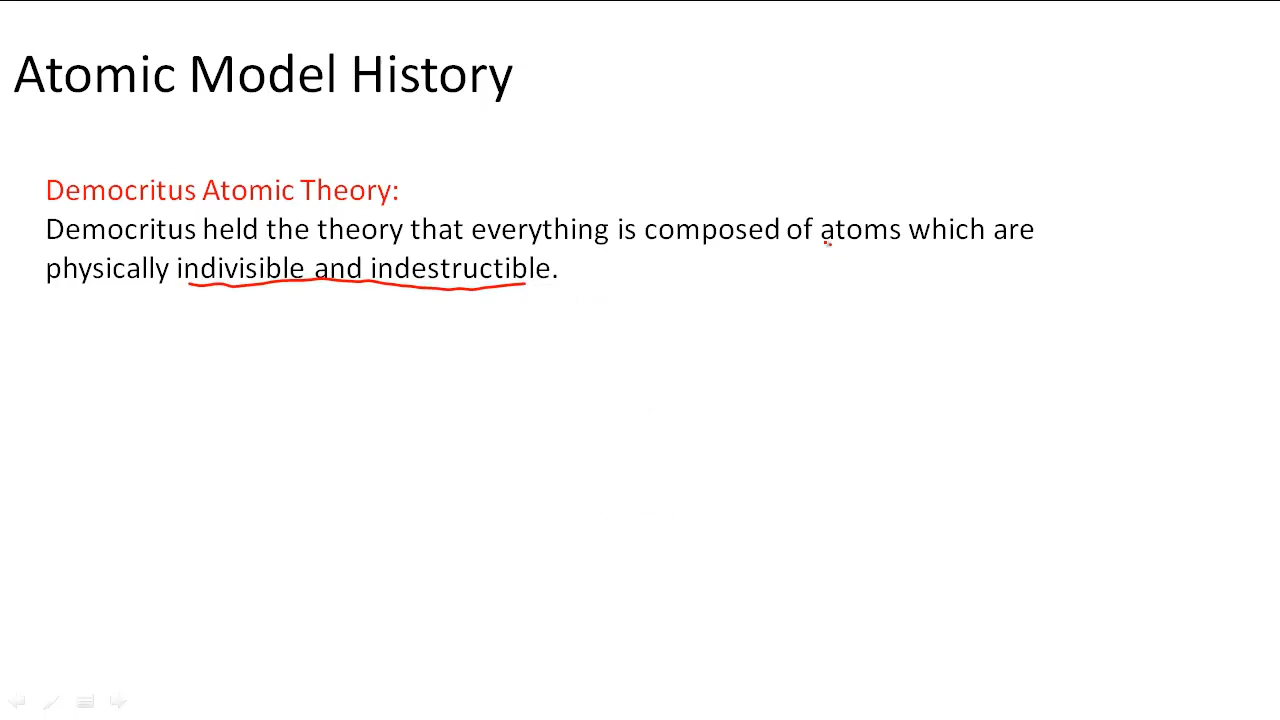 Atomic Model History
Democritus Atomic Theory:
Democritus held the theory that everything is composed of atoms which are
physically indivisible and indestructible.